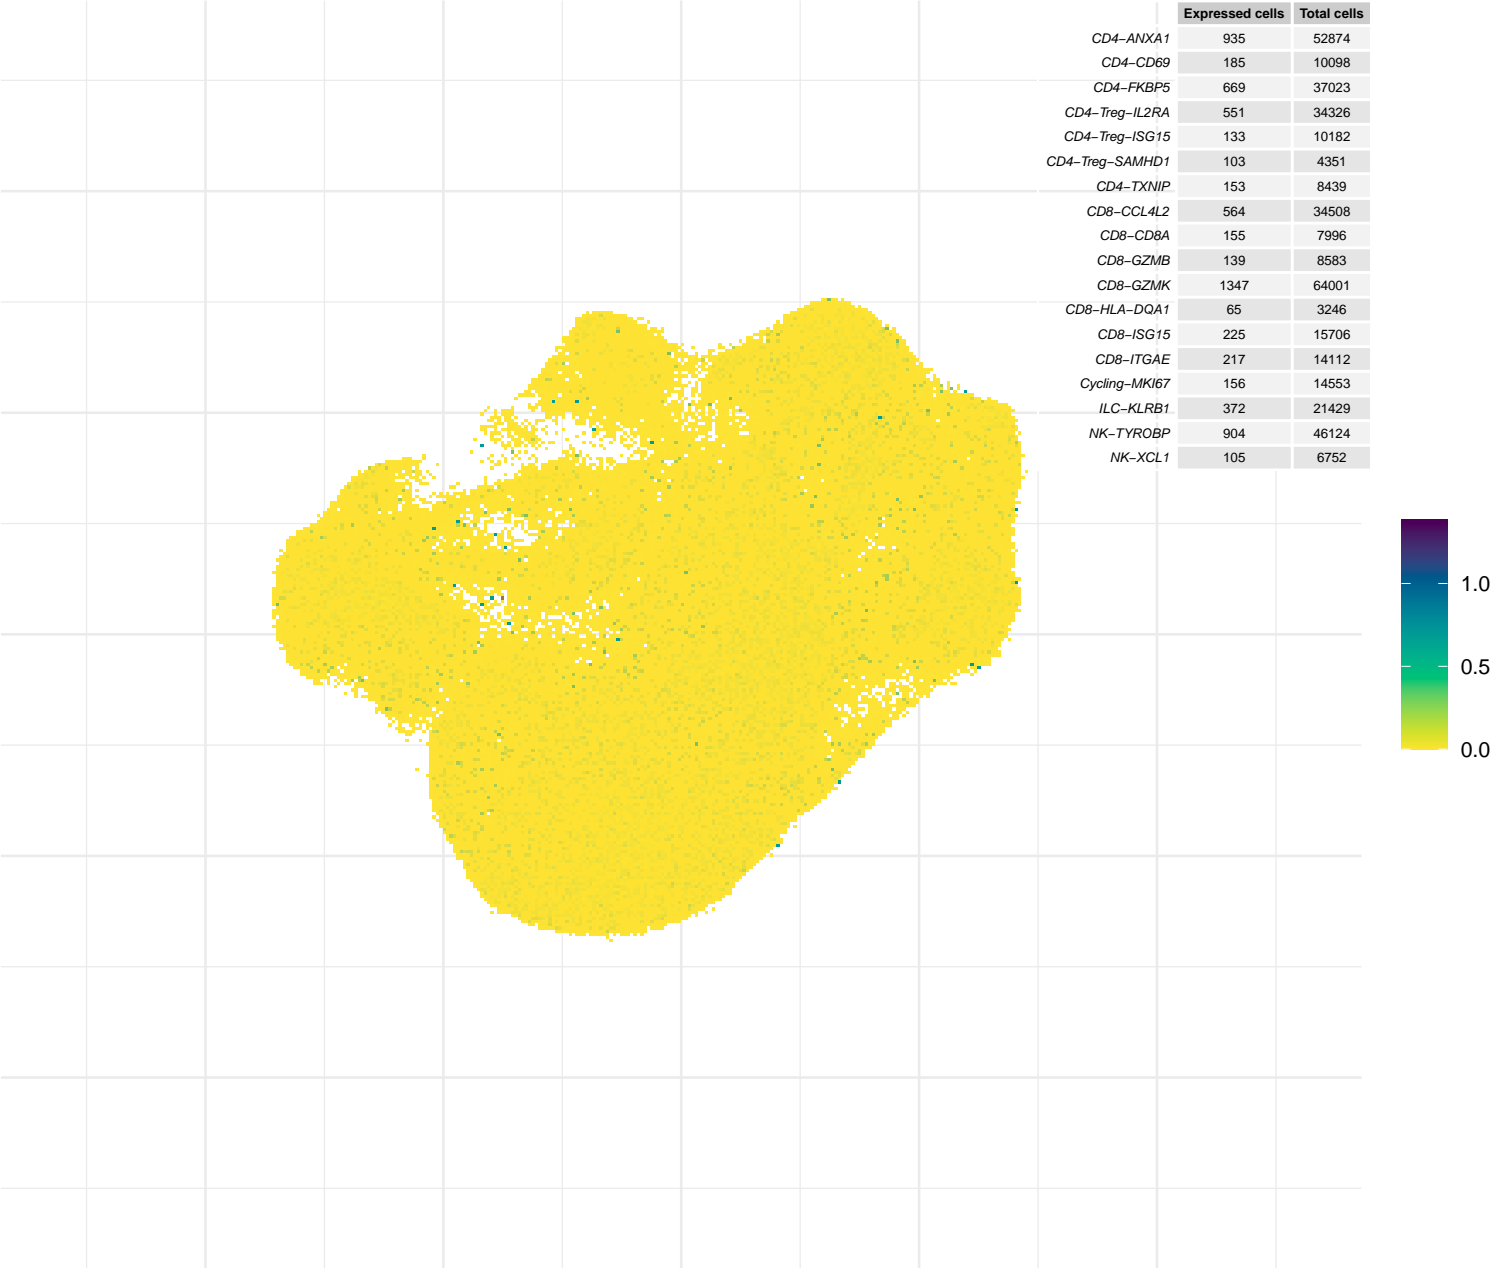 Expressed cells Total cells
CD4−ANXA1 935 52874
CD4−CD69 185 10098
CD4−FKBP5 669 37023
CD4−Treg−IL2RA 551 34326
CD4−Treg−ISG15 133 10182
CD4−Treg−SAMHD1 103 4351
CD4−TXNIP 153 8439
CD8−CCL4L2 564 34508
CD8−CD8A 155 7996
CD8−GZMB 139 8583
CD8−GZMK 1347 64001
CD8−HLA−DQA1 65 3246
CD8−ISG15 225 15706
CD8−ITGAE 217 14112
Cycling−MKI67 156 14553
ILC−KLRB1 372 21429
NK−TYROBP 904 46124
NK−XCL1 105 6752
1.0
0.5
0.0